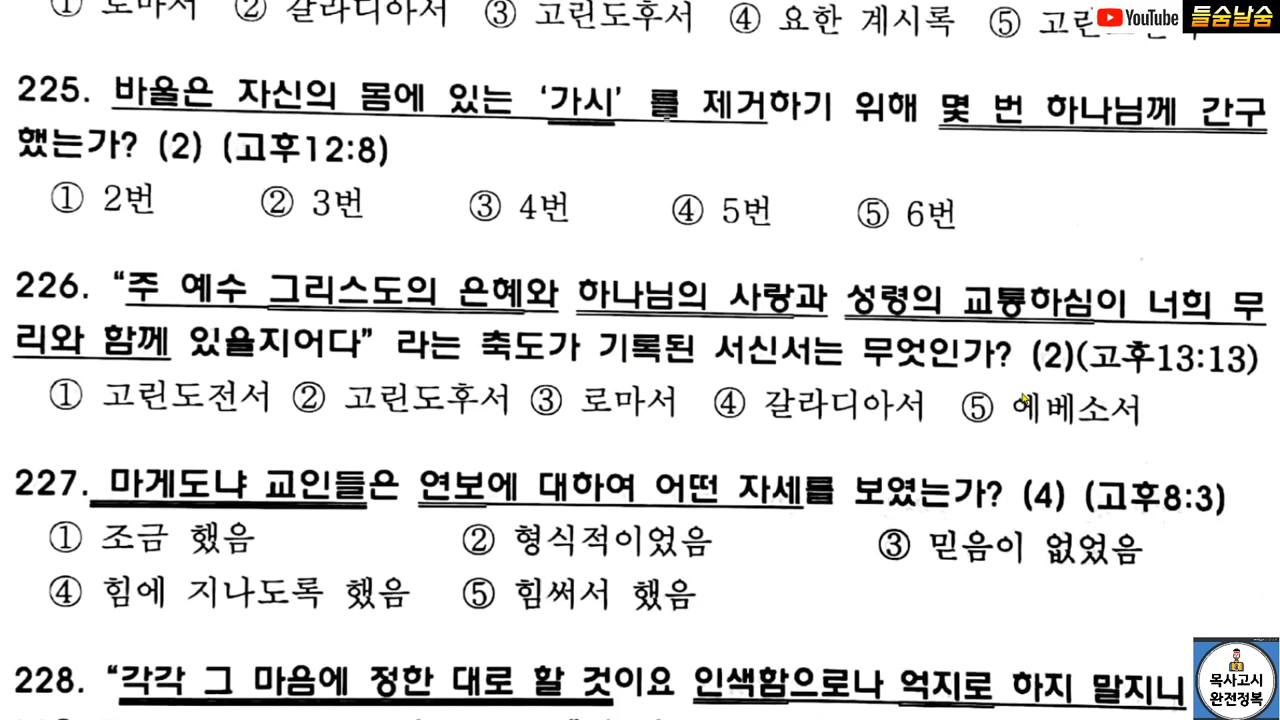 ① 로마서 ② 갈라디아서 ③ 고린도후서 ④ 요한 계시록 ⑤
YouTube 들숨날숨
225. 바울은 자신의 몸에 있는 ‘가시’ 를 제거하기 위해 몇 번 하나님께 간구
했는가? (2) (고후12:8)
① 2번 ② 3번 ③ 4번 ④ 5번 ⑤ 6번
226. “주 예수 그리스도의 은혜와 하나님의 사랑과 성령의 교통하심이 너희 무
리와 함께 있을지어다” 라는 축도가 기록된 서신서는 무엇인가? (2)(고후13:13)
① 고린도전서 ② 고린도후서 ③ 로마서 ④ 갈라디아서 ⑤ 에베소서
227. 마게도냐 교인들은 연보에 대하여 어떤 자세를 보였는가? (4) (고후8:3)
① 조금 했음 ② 형식적이었음 ③ 믿음이 없었음
④ 힘에 지나도록 했음 ⑤ 힘써서 했음
228. “각각 그 마음에 정한 대로 할 것이요 인색함으로나 억지로 하지 말지니
목사고시
완전정복